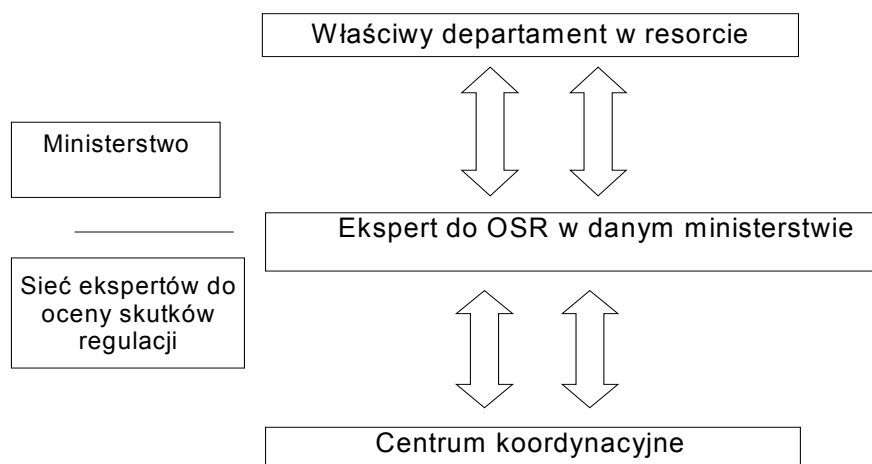 Właściwy departament w resorcie
Ministerstwo
Ekspert do OSR w danym ministerstwie
Sieć ekspertów do
oceny skutków
regulacji
Centrum koordynacyjne